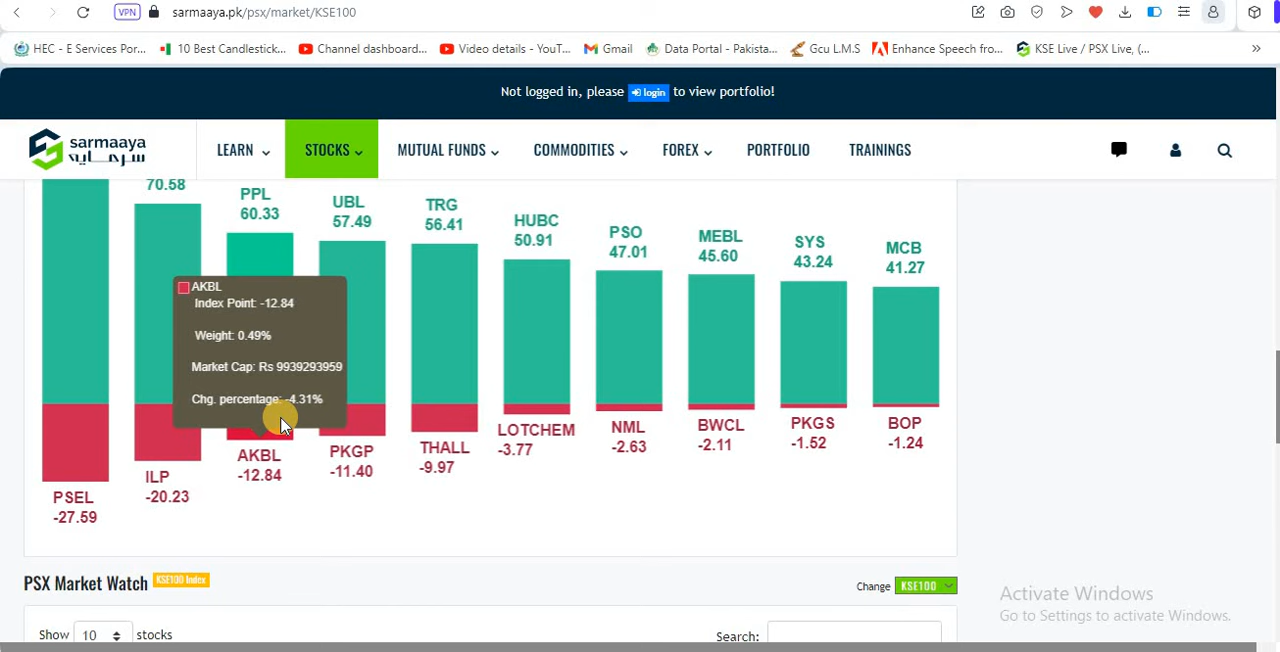 VPN
sarmaaya.pk/psx/market/KSE100
HEC - E Services Por...
10 Best Candlestick...
Channel dashboard...
Video details - YouT...
Gmail
Data Portal - Pakista...
Gcu L.M.S
Enhance Speech from...
KSE Live / PSX Live, (...
Not logged in, please login to view portfolio!
sarmaaya
سرمایہ
LEARN
STOCKS
MUTUAL FUNDS
COMMODITIES
FOREX
PORTFOLIO
TRAININGS
70.58
PPL
60.33
UBL
57.49
TRG
56.41
HUBC
50.91
PSO
47.01
MEBL
45.60
SYS
43.24
MCB
41.27
AKBL
Index Point: -12.84
Weight: 0.49%
Market Cap: Rs 9939293959
Chg. percentage: -4.31%
PSEL
-27.59
ILP
-20.23
AKBL
-12.84
PKGP
-11.40
THALL
-9.97
LOTCHEM
-3.77
NML
-2.63
BWCL
-2.11
PKGS
-1.52
BOP
-1.24
PSX Market Watch KSE100 Index
Change KSE100
Show 10 stocks
Search:
Activate Windows
Go to Settings to activate Windows.